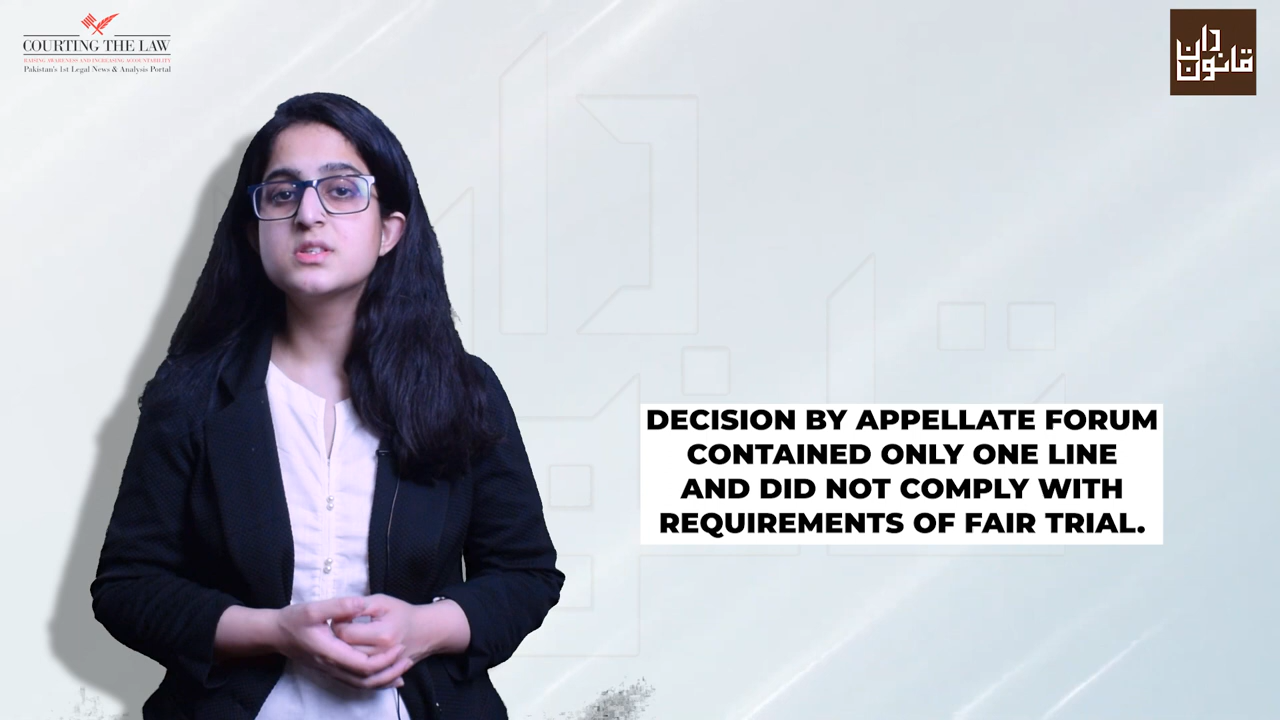 COURTING THE LAW
RAISING AWARENESS AND INCREASING ACCOUNTABILITY
Pakistan's 1st Legal News & Analysis Portal
قانون دان
DECISION BY APPELLATE FORUM
CONTAINED ONLY ONE LINE
AND DID NOT COMPLY WITH
REQUIREMENTS OF FAIR TRIAL.